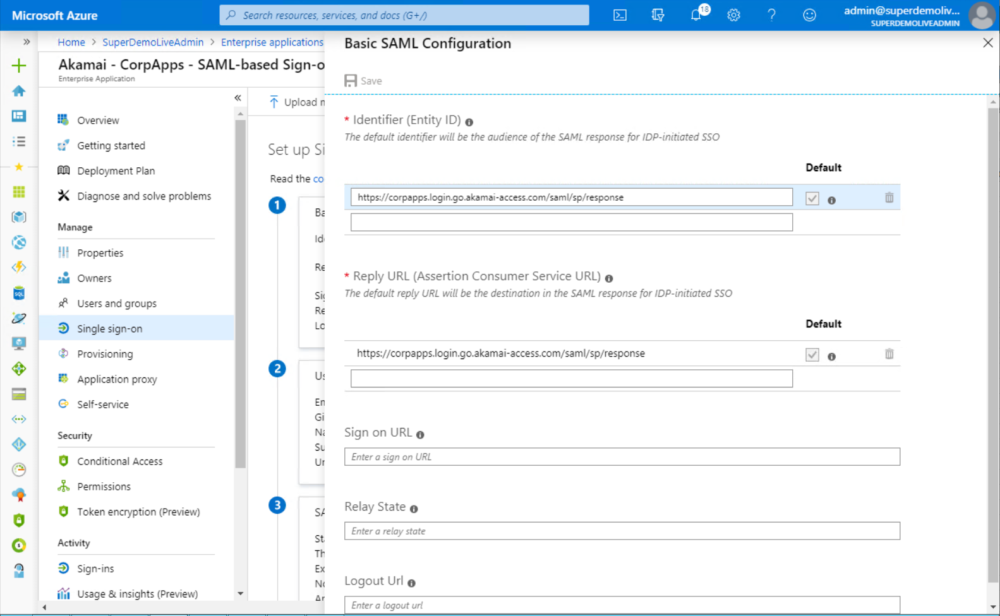 Microsoft Azure
Search resources, services, and docs (G+/)
18
admin@superdemoliv...
SUPERDEMOLIVEADMIN
Home > SuperDemoLiveAdmin > Enterprise applications
Akamai - CorpApps - SAML-based Sign-o
Enterprise Application
Overview
Getting started
Deployment Plan
Diagnose and solve problems
Manage
Properties
Owners
Users and groups
Single sign-on
Provisioning
Application proxy
Self-service
Security
Conditional Access
Permissions
Token encryption (Preview)
Activity
Sign-ins
Usage & insights (Preview)
Upload m
Set up Si
Read the co
1
Ba
Ide
Re
Sig
Re
Lo
2
Us
Em
Gi
Na
Su
Un
3
SA
Sta
Th
Ex
No
Ap
Basic SAML Configuration
Save
* Identifier (Entity ID)
The default identifier will be the audience of the SAML response for IDP-initiated SSO
Default
https://corpapps.login.go.akamai-access.com/saml/sp/response
* Reply URL (Assertion Consumer Service URL)
The default reply URL will be the destination in the SAML response for IDP-initiated SSO
Default
https://corpapps.login.go.akamai-access.com/saml/sp/response
Sign on URL
Enter a sign on URL
Relay State
Enter a relay state
Logout Url
Enter a logout url